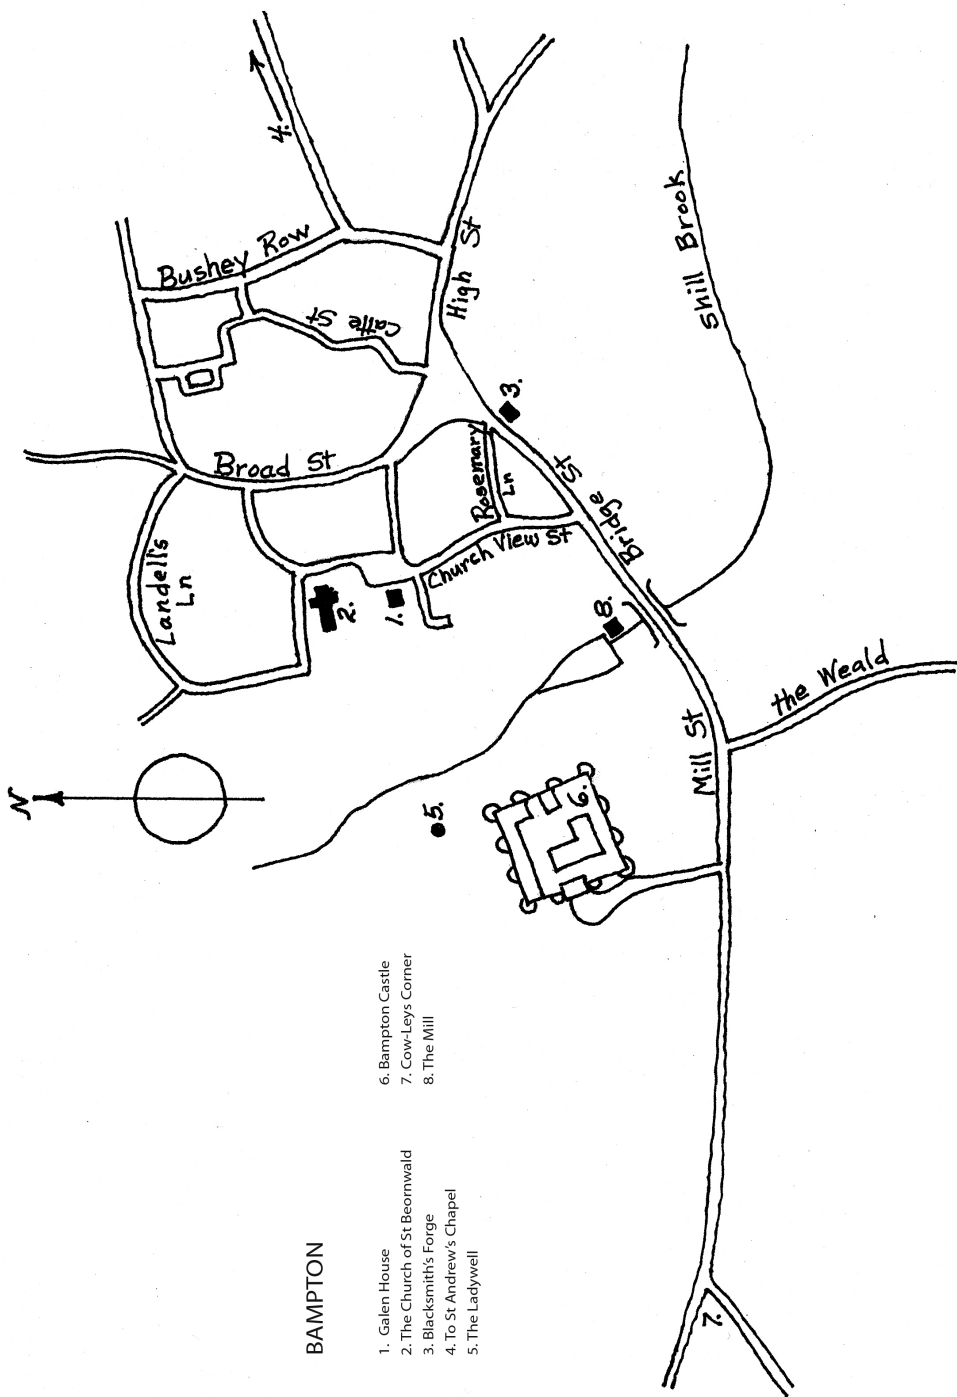 BAMPTON
1. Galen House
2. The Church of St Beornwald
3. Blacksmith's Forge
4. To St Andrew's Chapel
5. The Ladywell
6. Bampton Castle
7. Cow-Leys Corner
8. The Mill
N
Landell's
Ln
Broad St
Bushey Row
Cattle St
High St
Rosemary
Ln
Church View St
Bridge St
Mill St
the Weald
Shill Brook
1.
2.
3.
4.
5.
6.
7.
8.